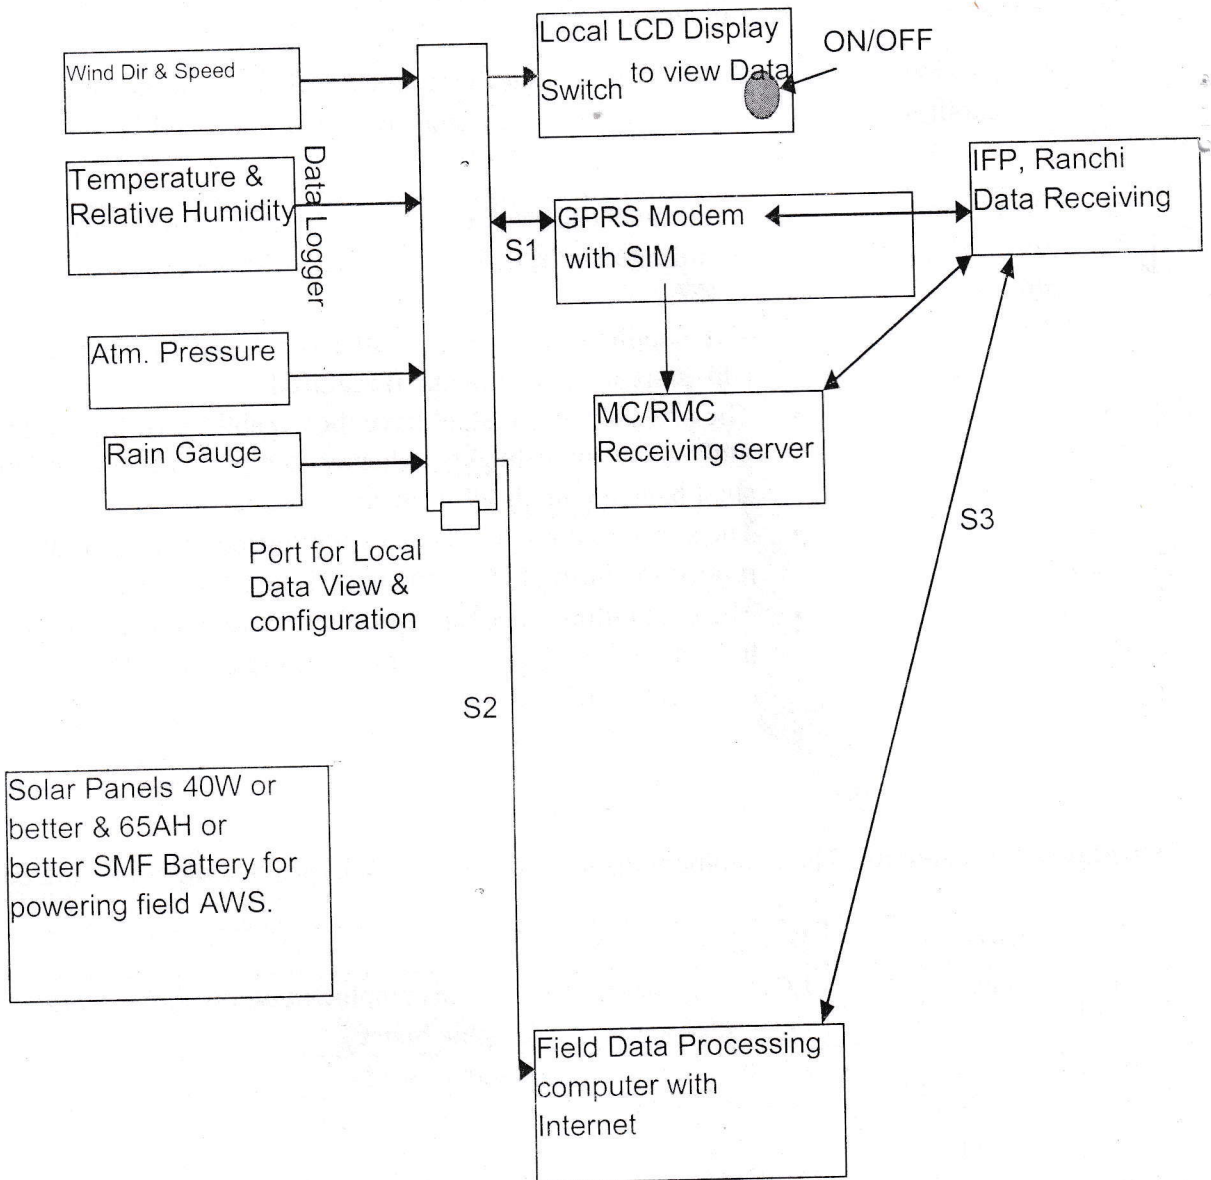 Wind Dir & Speed
Temperature &
Relative Humidity
Data Logger
Atm. Pressure
Rain Gauge
Port for Local
Data View &
configuration
Local LCD Display
to view Data
Switch
ON/OFF
S1
GPRS Modem
with SIM
IFP, Ranchi
Data Receiving
MC/RMC
Receiving server
S3
S2
Solar Panels 40W or
better & 65AH or
better SMF Battery for
powering field AWS.
Field Data Processing
computer with
Internet